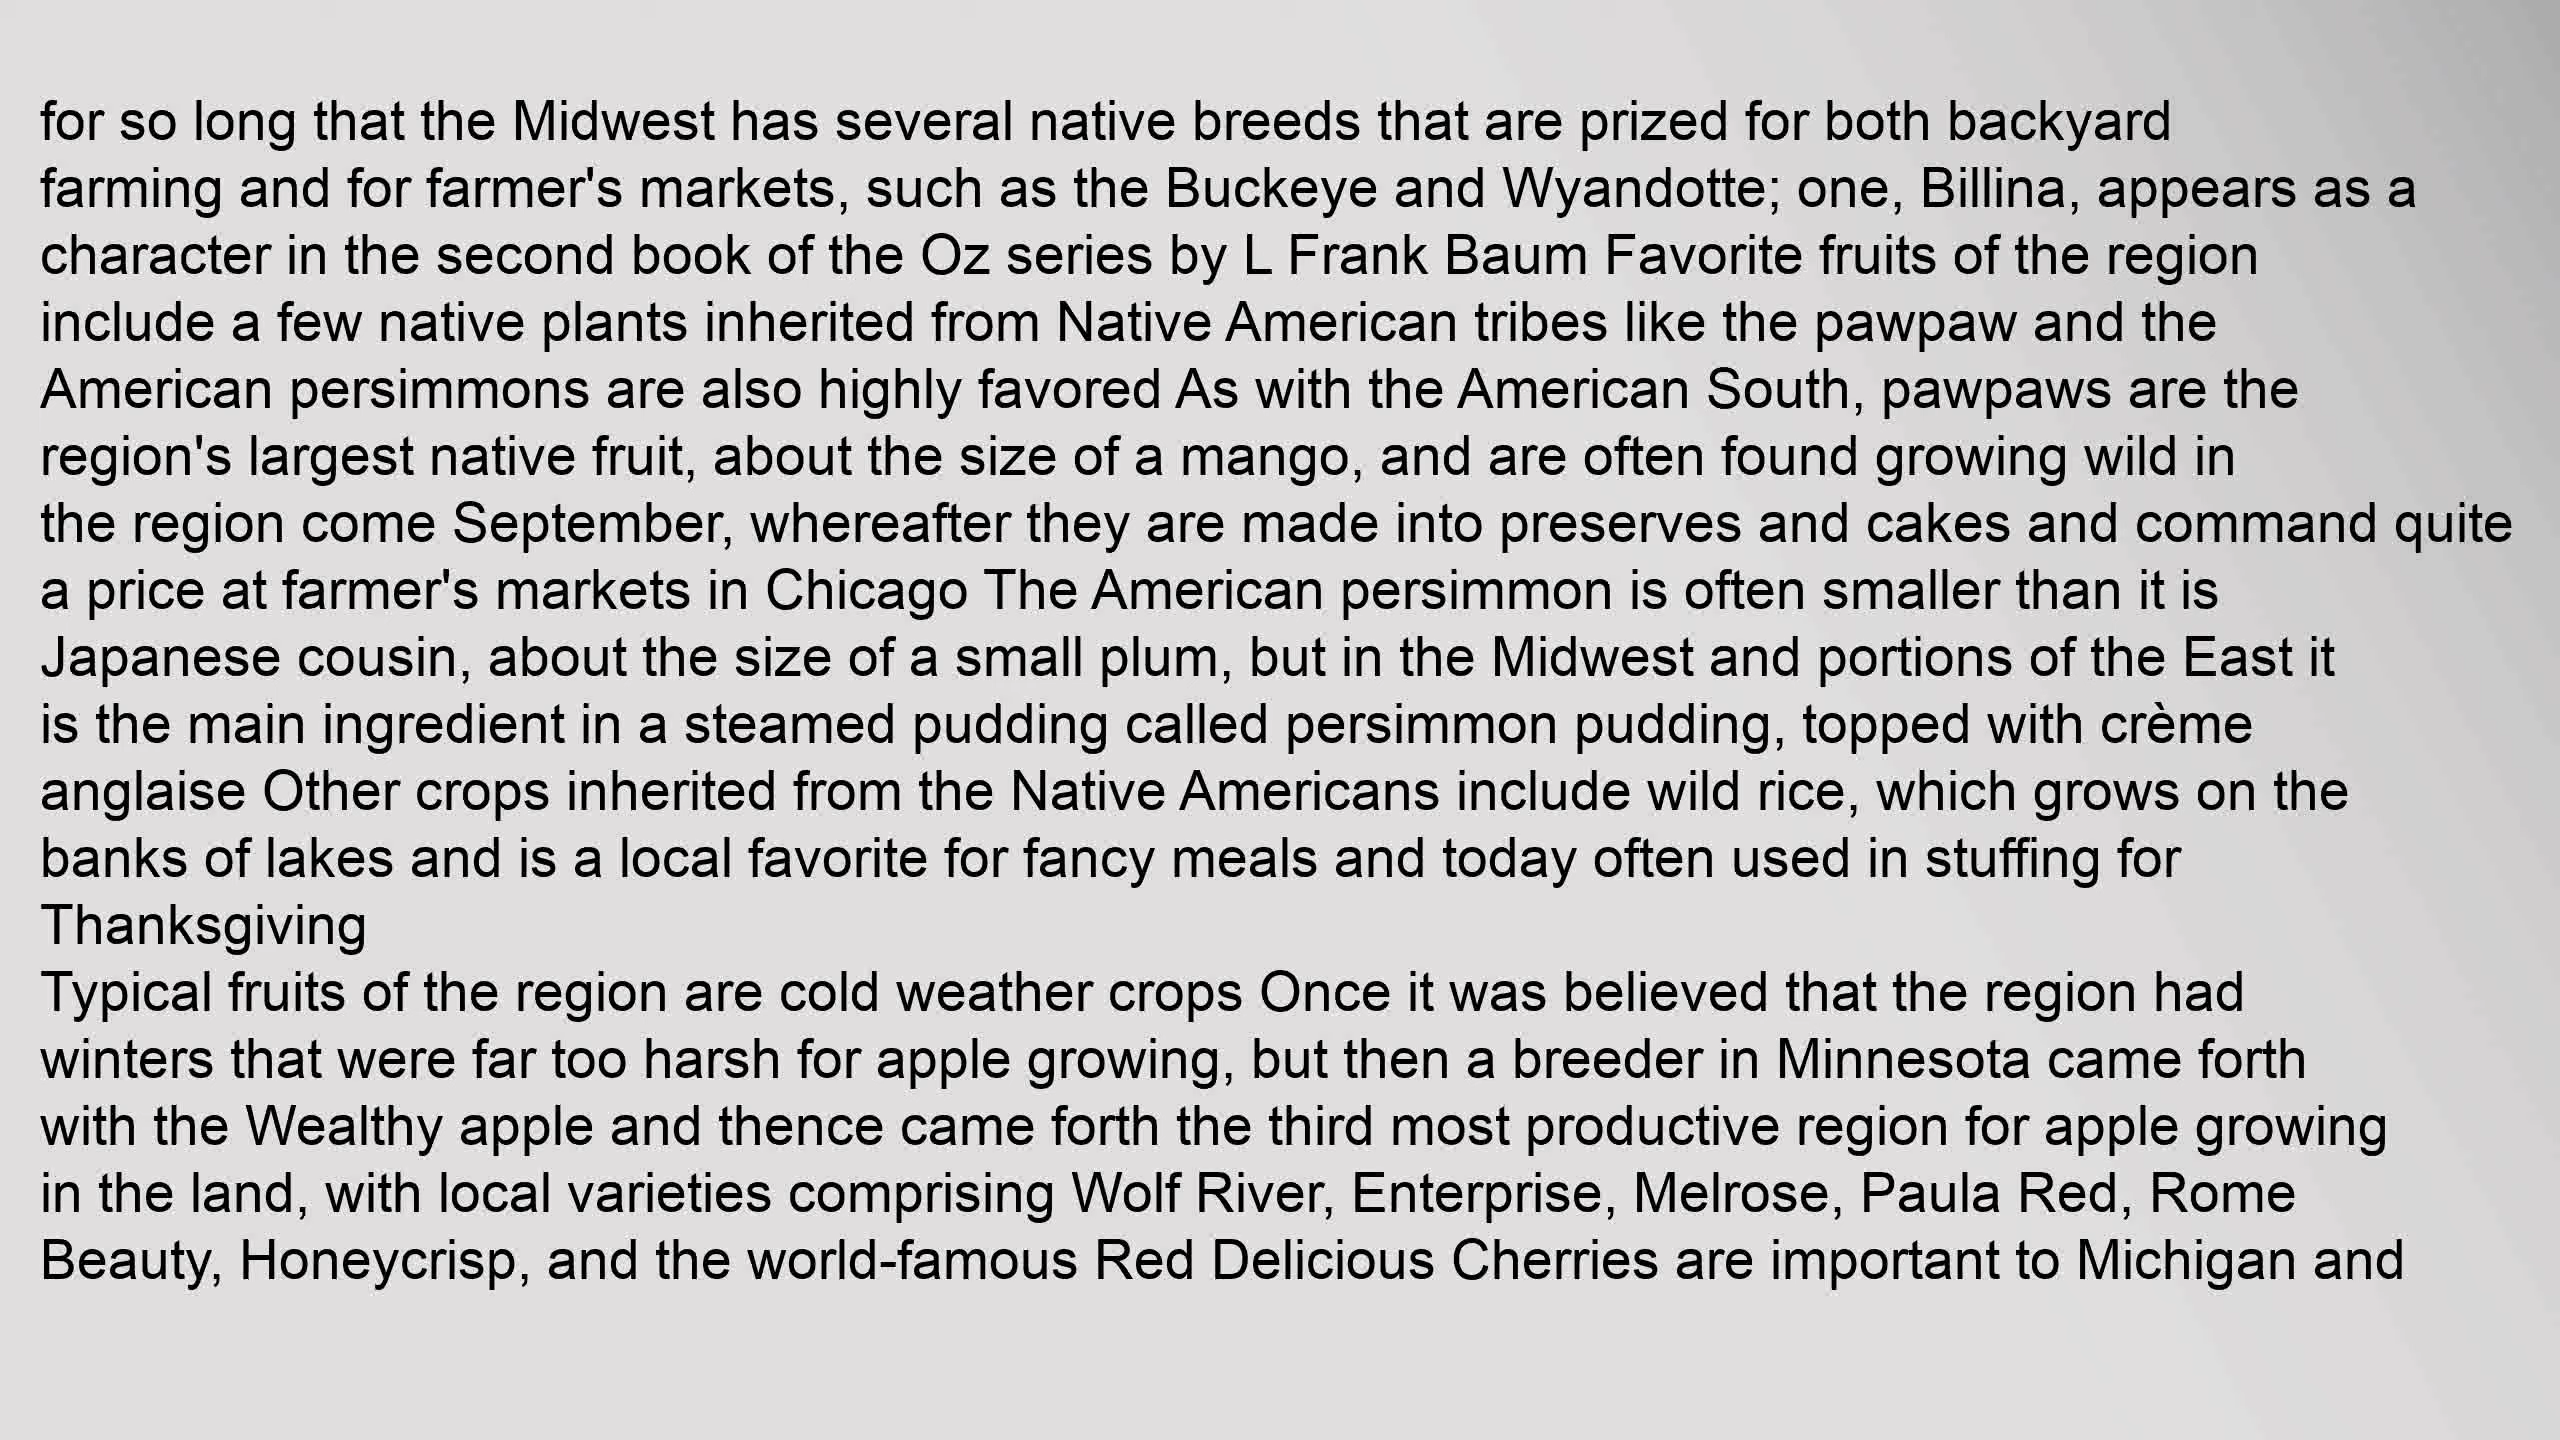 for so long that the Midwest has several native breeds that are prized for both backyard
farming and for farmer's markets, such as the Buckeye and Wyandotte; one, Billina, appears as a
character in the second book of the Oz series by L Frank Baum Favorite fruits of the region
include a few native plants inherited from Native American tribes like the pawpaw and the
American persimmons are also highly favored As with the American South, pawpaws are the
region's largest native fruit, about the size of a mango, and are often found growing wild in
the region come September, whereafter they are made into preserves and cakes and command quite
a price at farmer's markets in Chicago The American persimmon is often smaller than it is
Japanese cousin, about the size of a small plum, but in the Midwest and portions of the East it
is the main ingredient in a steamed pudding called persimmon pudding, topped with crème
anglaise Other crops inherited from the Native Americans include wild rice, which grows on the
banks of lakes and is a local favorite for fancy meals and today often used in stuffing for
Thanksgiving
Typical fruits of the region are cold weather crops Once it was believed that the region had
winters that were far too harsh for apple growing, but then a breeder in Minnesota came forth
with the Wealthy apple and thence came forth the third most productive region for apple growing
in the land, with local varieties comprising Wolf River, Enterprise, Melrose, Paula Red, Rome
Beauty, Honeycrisp, and the world-famous Red Delicious Cherries are important to Michigan and